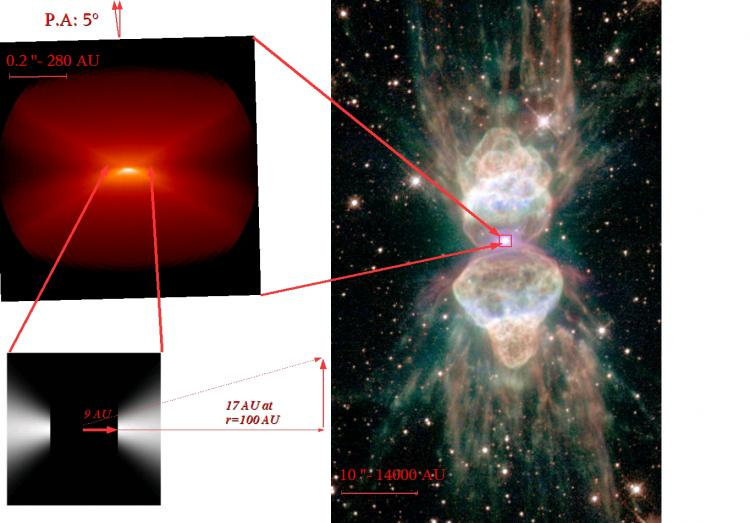 P.A: 5°
0.2 "- 280 AU
9 AU
17 AU at
r=100 AU
10 "- 14000 AU